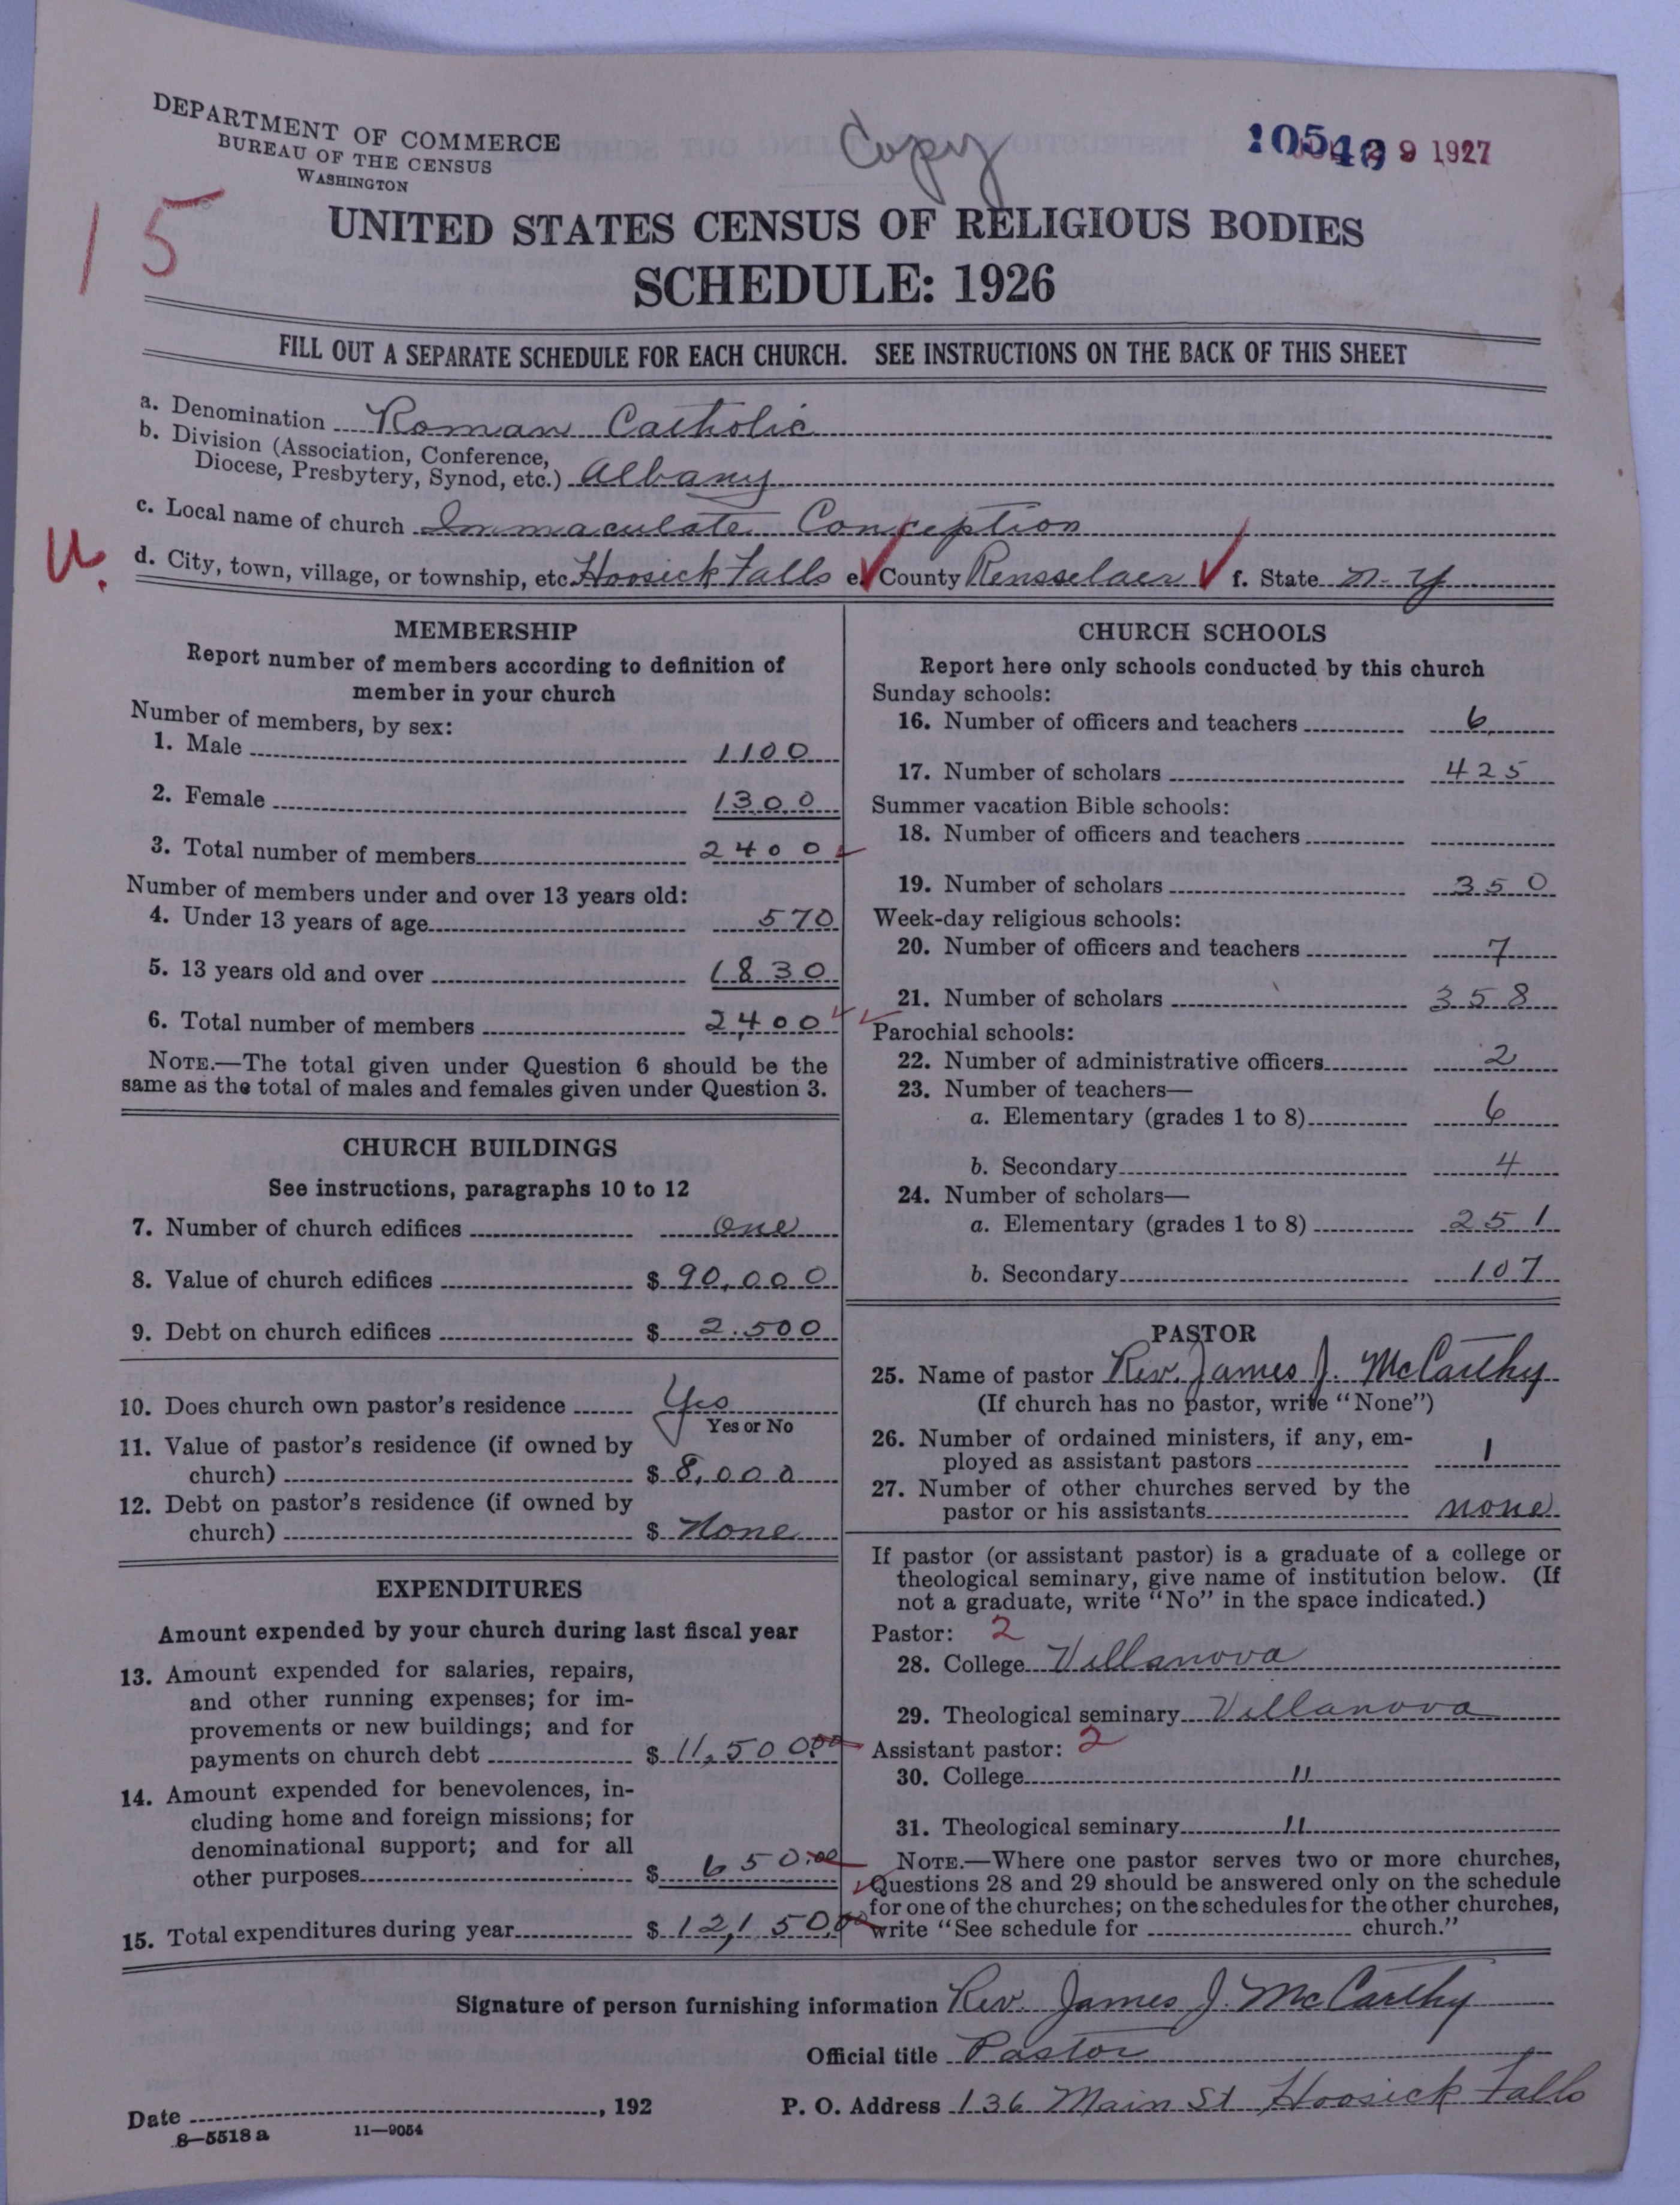 DEPARTMENT OF COMMERCE
BUREAU OF THE CENSUS
WASHINGTON
Copy
9 1927
15
UNITED STATES CENSUS OF RELIGIOUS BODIES
SCHEDULE: 1926
FILL OUT A SEPARATE SCHEDULE FOR EACH CHURCH. SEE INSTRUCTIONS ON THE BACK OF THIS SHEET
a. Denomination Roman Catholic
b. Division (Association, Conference,
Diocese, Presbytery, Synod, etc.) Albany
c. Local name of church Immaculate Conception
U.
d. City, town, village, or township, etc. Hoosick Falls e. County Rensselaer f. State N-Y
MEMBERSHIP
Report number of members according to definition of
member in your church
Number of members, by sex:
1. Male 1100
2. Female 1300
3. Total number of members 2400
Number of members under and over 13 years old:
4. Under 13 years of age 570
5. 13 years old and over 1830
6. Total number of members 2,400
NOTE.—The total given under Question 6 should be the
same as the total of males and females given under Question 3.
CHURCH BUILDINGS
See instructions, paragraphs 10 to 12
7. Number of church edifices One
8. Value of church edifices $ 90,000
9. Debt on church edifices $ 2.500
10. Does church own pastor's residence Yes
Yes or No
11. Value of pastor's residence (if owned by
church) $ 8,000
12. Debt on pastor's residence (if owned by
church) $ None
EXPENDITURES
Amount expended by your church during last fiscal year
13. Amount expended for salaries, repairs,
and other running expenses; for im-
provements or new buildings; and for
payments on church debt $ 11,500.00
14. Amount expended for benevolences, in-
cluding home and foreign missions; for
denominational support; and for all
other purposes $ 650.00
15. Total expenditures during year $ 12,150.00
CHURCH SCHOOLS
Report here only schools conducted by this church
Sunday schools:
16. Number of officers and teachers 6
17. Number of scholars 425
Summer vacation Bible schools:
18. Number of officers and teachers
19. Number of scholars 350
Week-day religious schools:
20. Number of officers and teachers 7
21. Number of scholars 358
Parochial schools:
22. Number of administrative officers 2
23. Number of teachers—
a. Elementary (grades 1 to 8) 6
b. Secondary 4
24. Number of scholars—
a. Elementary (grades 1 to 8) 251
b. Secondary 107
PASTOR
25. Name of pastor Rev. James J. McCarthy
(If church has no pastor, write "None")
26. Number of ordained ministers, if any, em-
ployed as assistant pastors 1
27. Number of other churches served by the
pastor or his assistants none
If pastor (or assistant pastor) is a graduate of a college or
theological seminary, give name of institution below. (If
not a graduate, write "No" in the space indicated.)
Pastor: 2
28. College Villanova
29. Theological seminary Villanova
Assistant pastor: 2
30. College "
31. Theological seminary "
NOTE.—Where one pastor serves two or more churches,
Questions 28 and 29 should be answered only on the schedule
for one of the churches; on the schedules for the other churches,
write "See schedule for church."
Signature of person furnishing information Rev. James J. McCarthy
Official title Pastor
Date , 192 P. O. Address 136 Main St Hoosick Falls
8—5518 a 11—9054